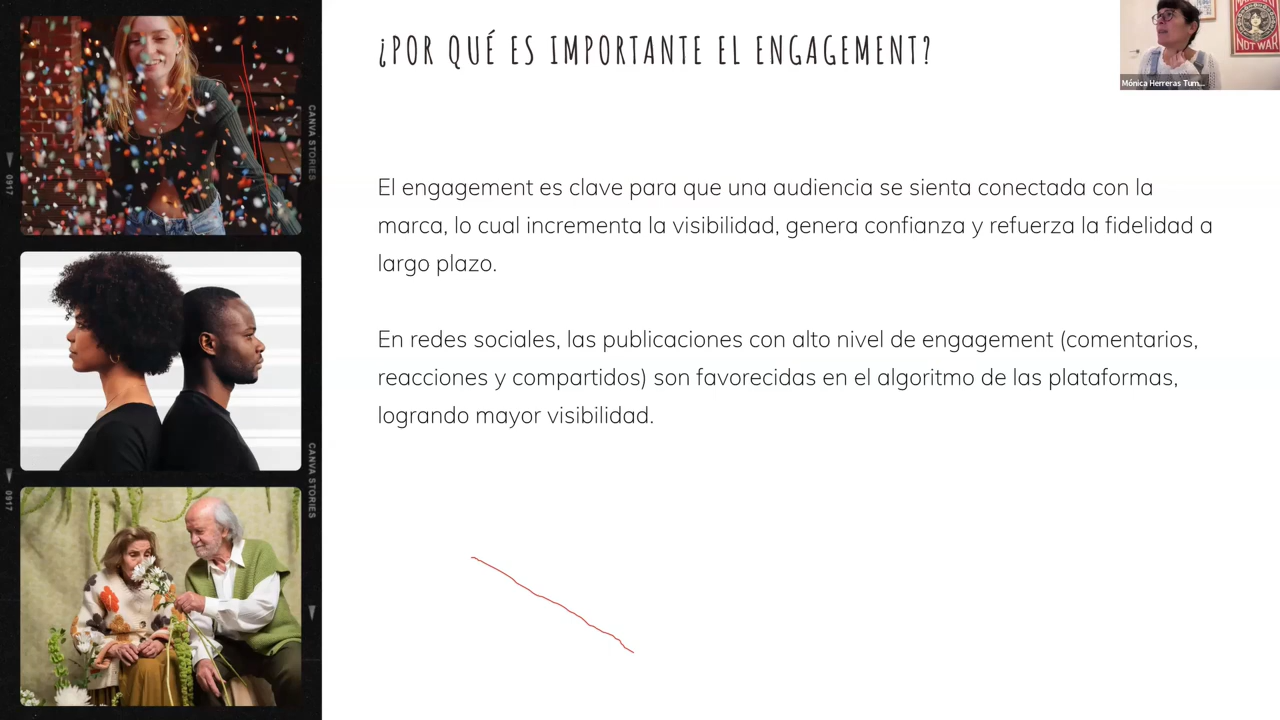 ¿POR QUÉ ES IMPORTANTE EL ENGAGEMENT?
El engagement es clave para que una audiencia se sienta conectada con la
marca, lo cual incrementa la visibilidad, genera confianza y refuerza la fidelidad a
largo plazo.
En redes sociales, las publicaciones con alto nivel de engagement (comentarios,
reacciones y compartidos) son favorecidas en el algoritmo de las plataformas,
logrando mayor visibilidad.
CANVA STORIES
0917
CANVA STORIES
0917
NOT WAR
Mónica Herreras Tum...